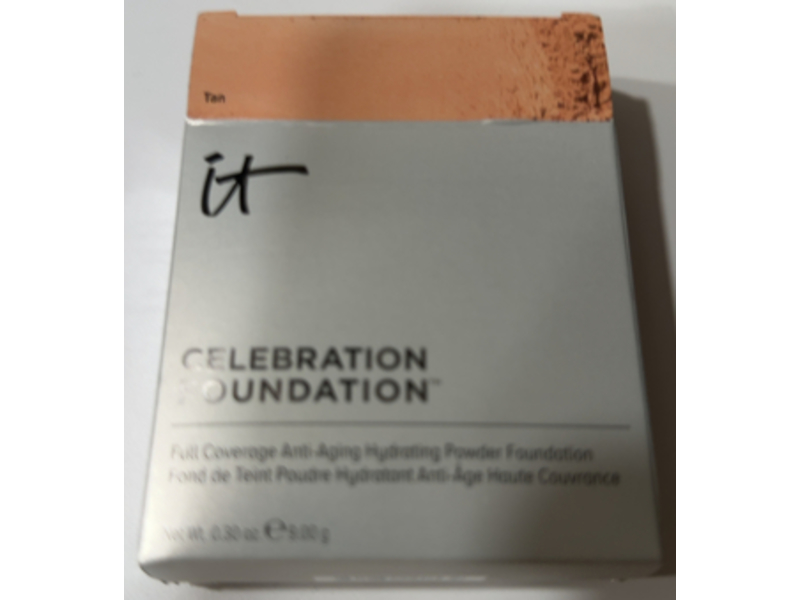 Tan
it
CELEBRATION
FOUNDATION™
Full Coverage Anti-Aging Hydrating Powder Foundation
Fond de Teint Poudre Hydratant Anti-Âge Haute Couvrance
Net Wt. 0.30 oz. ℮ 9.00 g